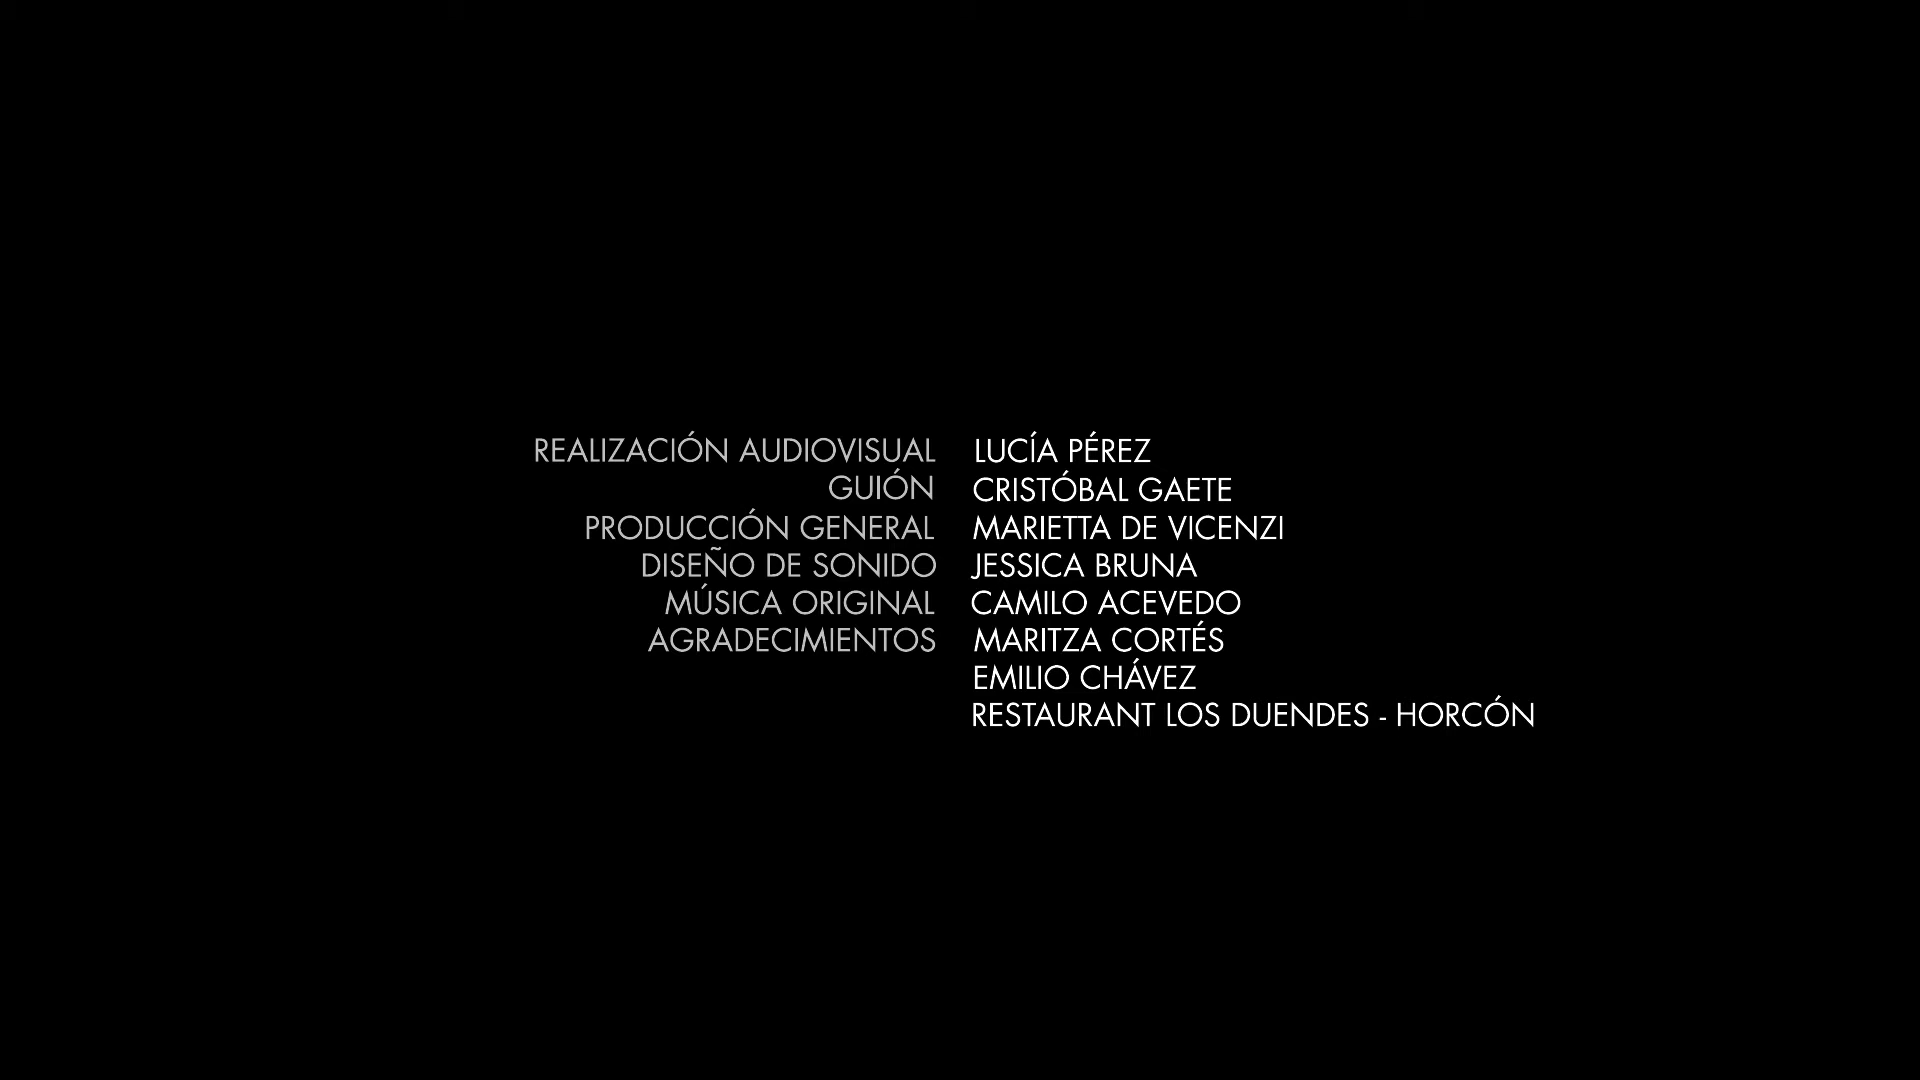 REALIZACIÓN AUDIOVISUAL LUCÍA PÉREZ
GUIÓN CRISTÓBAL GAETE
PRODUCCIÓN GENERAL MARIETTA DE VICENZI
DISEÑO DE SONIDO JESSICA BRUNA
MÚSICA ORIGINAL CAMILO ACEVEDO
AGRADECIMIENTOS MARITZA CORTÉS
EMILIO CHÁVEZ
RESTAURANT LOS DUENDES - HORCÓN